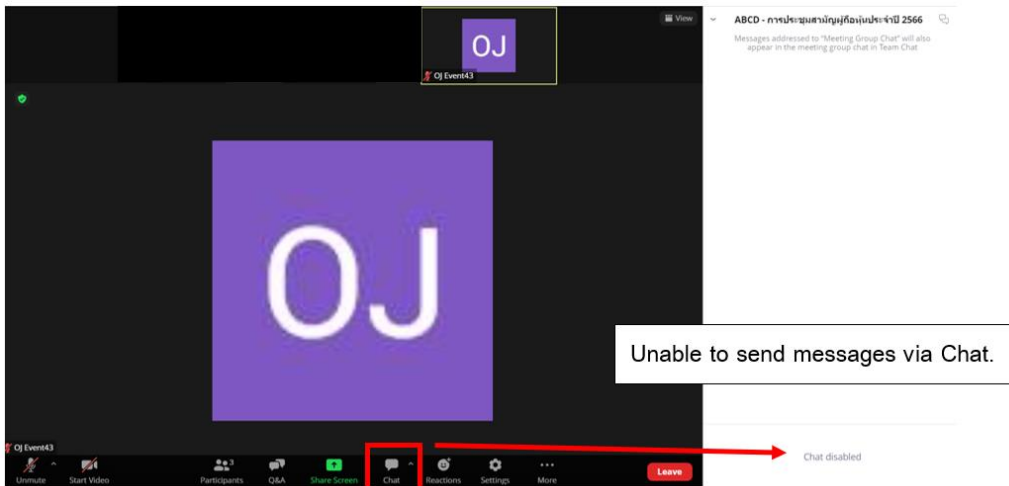 OJ
OJ Event43
View
ABCD - การประชุมสามัญผู้ถือหุ้นประจำปี 2566
Messages addressed to "Meeting Group Chat" will also
appear in the meeting group chat in Team Chat
OJ
Unable to send messages via Chat.
OJ Event43
Chat disabled
3
Unmute
Start Video
Participants
Q&A
Share Screen
Chat
Reactions
Settings
More
Leave